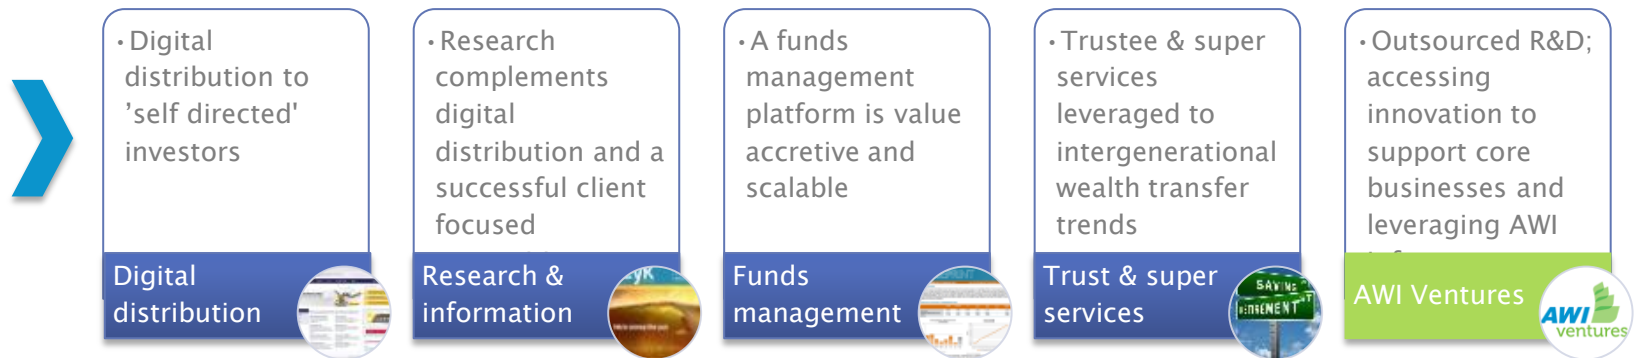 ·Digital
distribution to
’self directed'
investors
Digital
distribution
·Research
complements
digital
distribution and a
successful client
focused
Research &
information
·A funds
management
platform is value
accretive and
scalable
Funds
management
·Trustee & super
services
leveraged to
intergenerational
wealth transfer
trends
Trust & super
services
SAVING
RETIREMENT
·Outsourced R&D;
accessing
innovation to
support core
businesses and
leveraging AWI
AWI Ventures
AWI
ventures